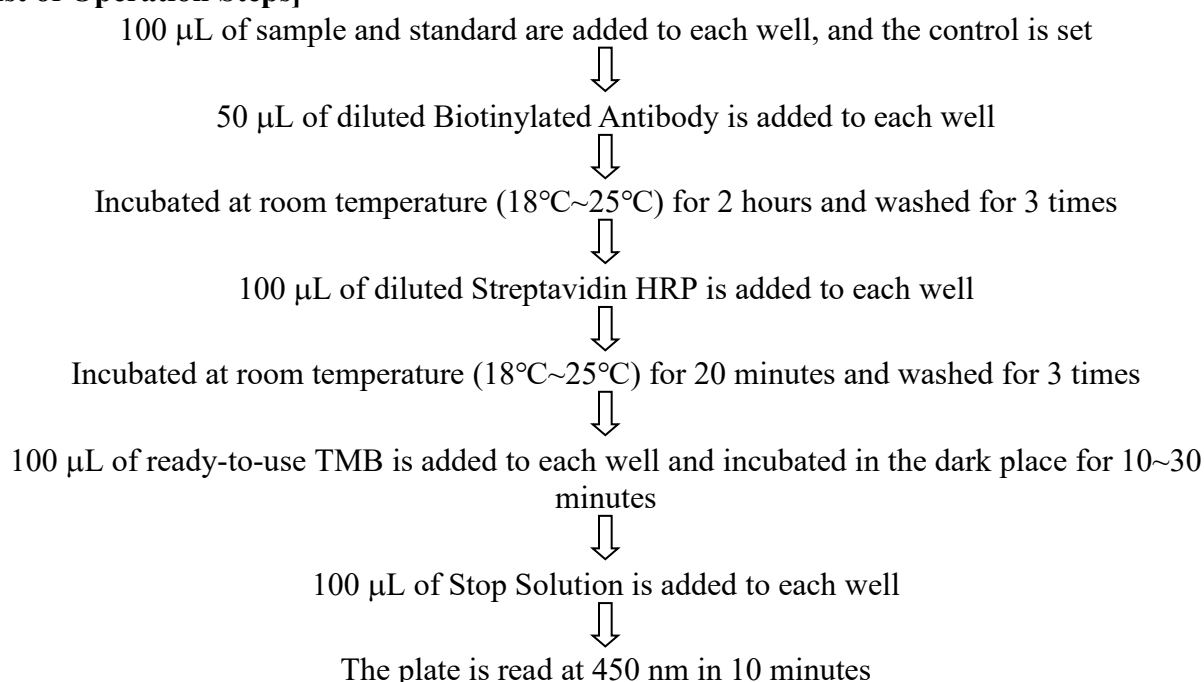 of Operation Steps]
100 μL of sample and standard are added to each well, and the control is set
50 μL of diluted Biotinylated Antibody is added to each well
Incubated at room temperature (18℃~25℃) for 2 hours and washed for 3 times
100 μL of diluted Streptavidin HRP is added to each well
Incubated at room temperature (18℃~25℃) for 20 minutes and washed for 3 times
100 μL of ready-to-use TMB is added to each well and incubated in the dark place for 10~30
minutes
100 μL of Stop Solution is added to each well
The plate is read at 450 nm in 10 minutes